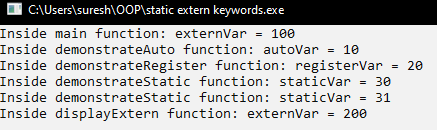 C:\Users\suresh\OOP\static extern keywords.exe
Inside main function: externVar = 100
Inside demonstrateAuto function: autoVar = 10
Inside demonstrateRegister function: registerVar = 20
Inside demonstrateStatic function: staticVar = 30
Inside demonstrateStatic function: staticVar = 31
Inside displayExtern function: externVar = 200